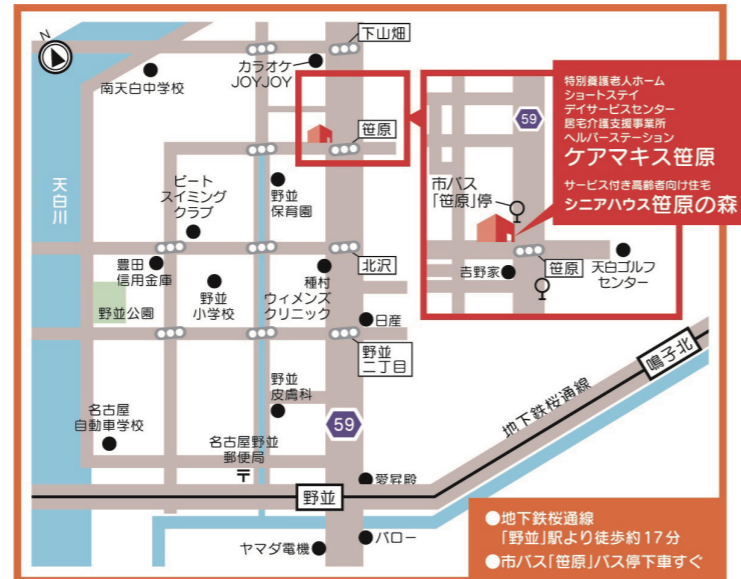 N
下山畑
カラオケ
JOYJOY
南天白中学校
笹原
天白川
ビート
スイミング
クラブ
野並
保育園
北沢
豊田
信用金庫
野並
小学校
種村
ウィメンズ
クリニック
野並公園
日産
野並
二丁目
野並
皮膚科
59
名古屋
自動車学校
名古屋野並
郵便局
〒
愛昇殿
野並
ヤマダ電機
バロー
地下鉄桜通線
鳴子北
59
市バス
「笹原」停
吉野家
笹原
天白ゴルフ
センター
特別養護老人ホーム
ショートステイ
デイサービスセンター
居宅介護支援事業所
ヘルパーステーション
ケアマキス笹原
サービス付き高齢者向け住宅
シニアハウス笹原の森
●地下鉄桜通線
「野並」駅より徒歩約17分
●市バス「笹原」バス停下車すぐ